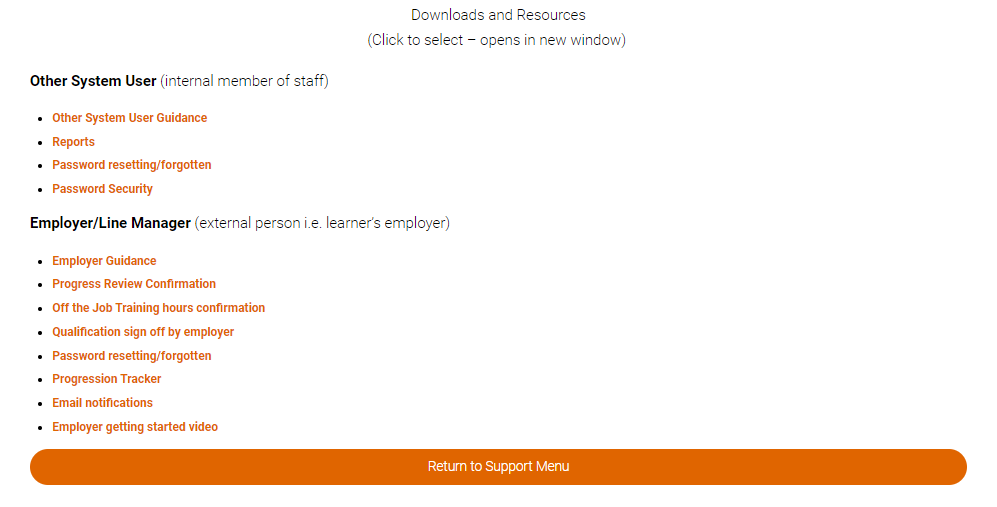 Downloads and Resources
(Click to select – opens in new window)
Other System User (internal member of staff)
Other System User Guidance
Reports
Password resetting/forgotten
Password Security
Employer/Line Manager (external person i.e. learner's employer)
Employer Guidance
Progress Review Confirmation
Off the Job Training hours confirmation
Qualification sign off by employer
Password resetting/forgotten
Progression Tracker
Email notifications
Employer getting started video
Return to Support Menu